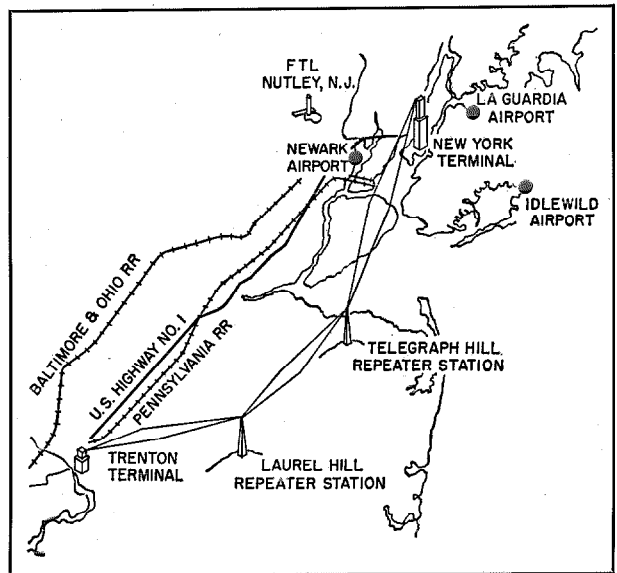 FTL
NUTLEY, N.J.
LA GUARDIA
AIRPORT
NEWARK
AIRPORT
NEW YORK
TERMINAL
IDLEWILD
AIRPORT
BALTIMORE & OHIO RR
U.S. HIGHWAY NO. 1
PENNSYLVANIA RR
TELEGRAPH HILL
REPEATER STATION
TRENTON
TERMINAL
LAUREL HILL
REPEATER STATION